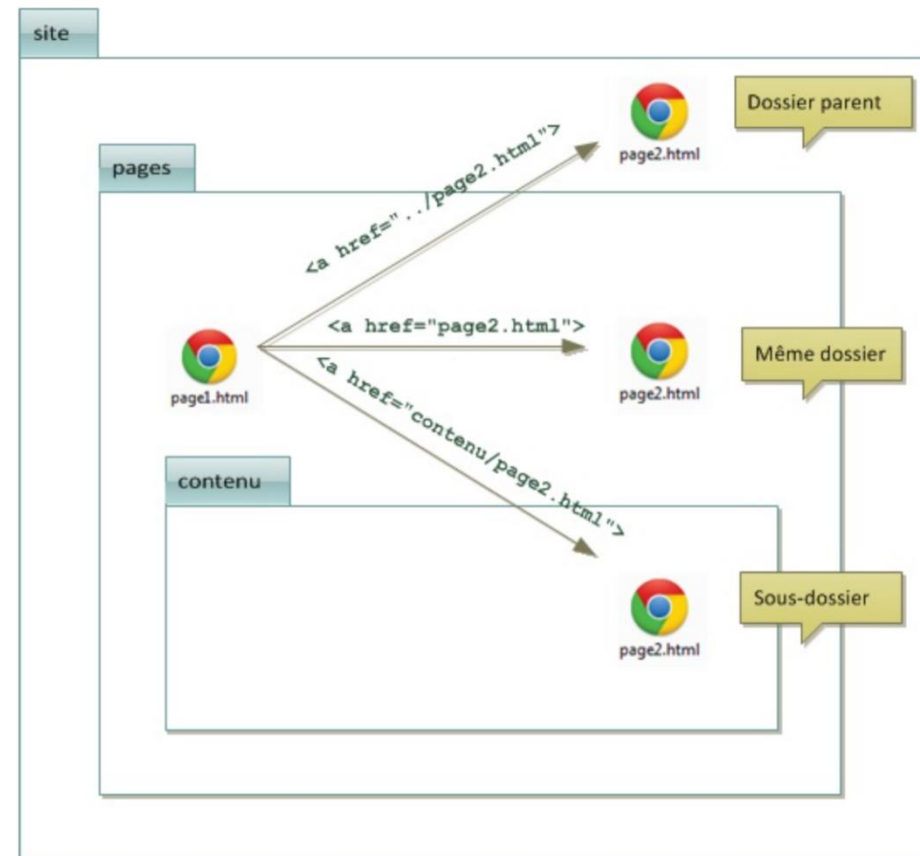 site
Dossier parent
page2.html
<a href="../page2.html">
pages
<a href="page2.html">
page1.html
page2.html
Même dossier
<a href="contenu/page2.html">
contenu
Sous-dossier
page2.html